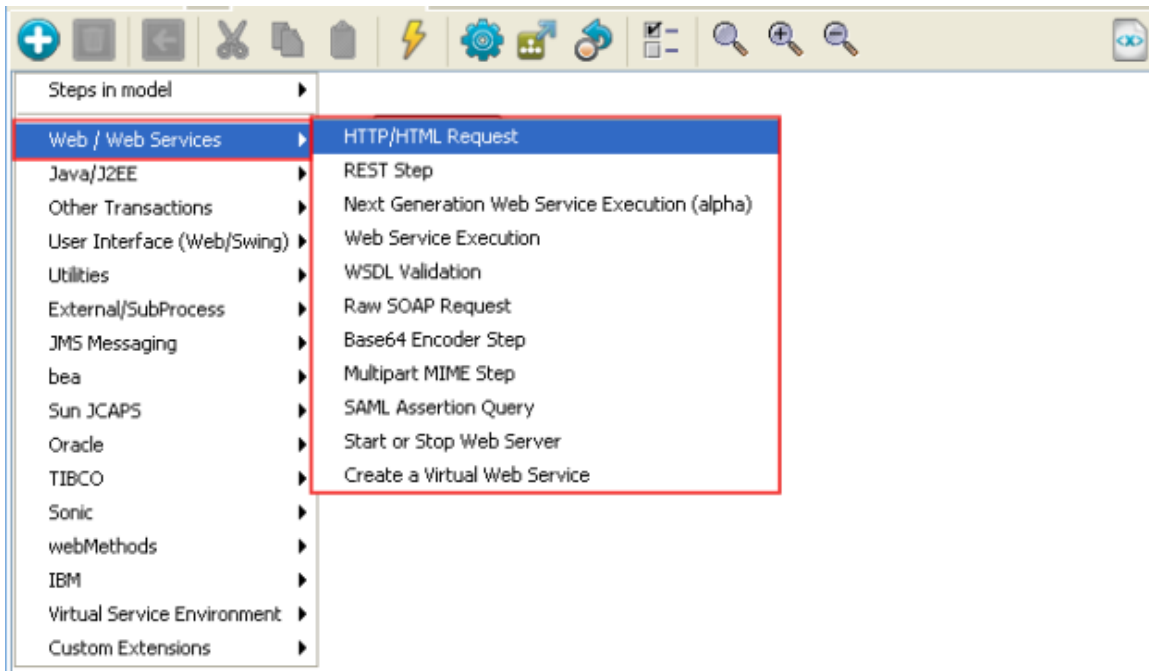 Steps in model
Web / Web Services
Java/J2EE
Other Transactions
User Interface (Web/Swing)
Utilities
External/SubProcess
JMS Messaging
bea
Sun JCAPS
Oracle
TIBCO
Sonic
webMethods
IBM
Virtual Service Environment
Custom Extensions
HTTP/HTML Request
REST Step
Next Generation Web Service Execution (alpha)
Web Service Execution
WSDL Validation
Raw SOAP Request
Base64 Encoder Step
Multipart MIME Step
SAML Assertion Query
Start or Stop Web Server
Create a Virtual Web Service